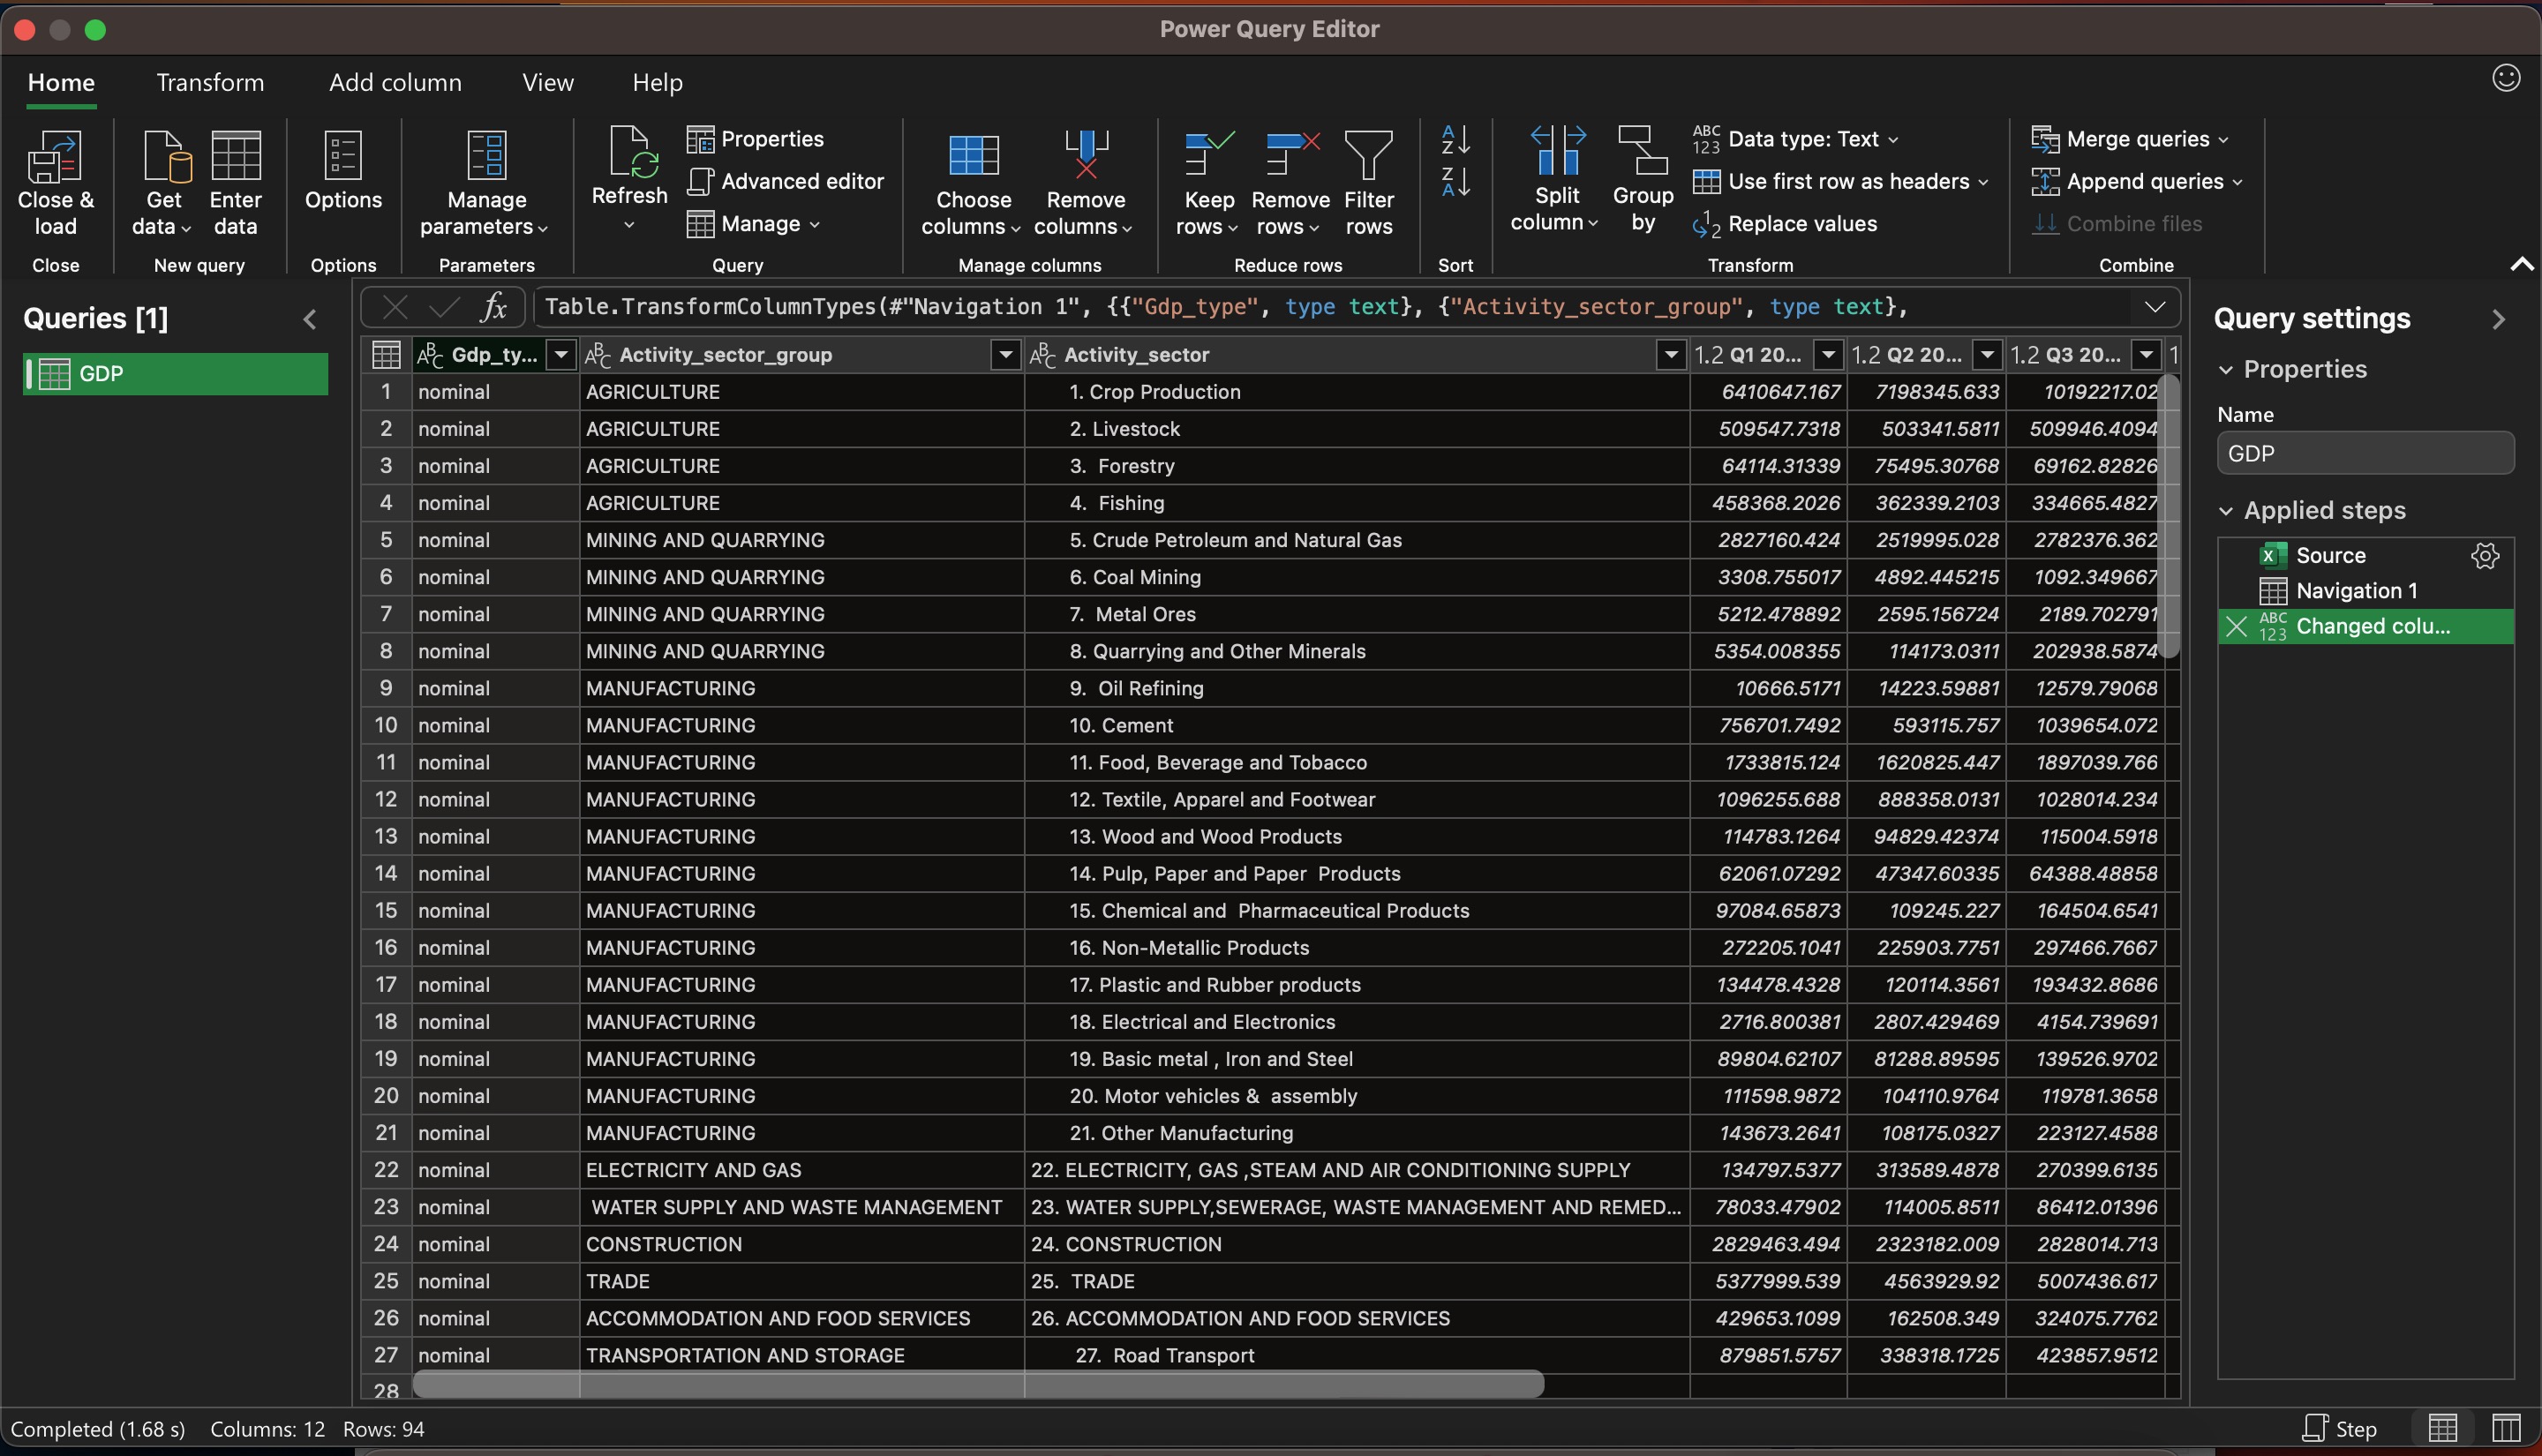 Power Query Editor
Home Transform Add column View Help
Close & load
Get data
Enter data
Options
Manage parameters
Refresh
Properties
Advanced editor
Manage
Choose columns
Remove columns
Keep rows
Remove rows
Filter rows
A Z
Z A
Split column
Group by
ABC 123 Data type: Text
Use first row as headers
1 2 Replace values
Merge queries
Append queries
Combine files
Close New query Options Parameters Query Manage columns Reduce rows Sort Transform Combine
Queries [1]
GDP
fx Table.TransformColumnTypes(#"Navigation 1", {{"Gdp_type", type text}, {"Activity_sector_group", type text},
ABC Gdp_ty... ABC Activity_sector_group ABC Activity_sector 1.2 Q1 20... 1.2 Q2 20... 1.2 Q3 20... 1
1 nominal AGRICULTURE 1. Crop Production 6410647.167 7198345.633 10192217.02
2 nominal AGRICULTURE 2. Livestock 509547.7318 503341.5811 509946.4094
3 nominal AGRICULTURE 3.  Forestry 64114.31339 75495.30768 69162.82826
4 nominal AGRICULTURE 4.  Fishing 458368.2026 362339.2103 334665.4827
5 nominal MINING AND QUARRYING 5. Crude Petroleum and Natural Gas 2827160.424 2519995.028 2782376.362
6 nominal MINING AND QUARRYING 6. Coal Mining 3308.755017 4892.445215 1092.349667
7 nominal MINING AND QUARRYING 7.  Metal Ores 5212.478892 2595.156724 2189.702791
8 nominal MINING AND QUARRYING 8. Quarrying and Other Minerals 5354.008355 114173.0311 202938.5874
9 nominal MANUFACTURING 9.  Oil Refining 10666.5171 14223.59881 12579.79068
10 nominal MANUFACTURING 10. Cement 756701.7492 593115.757 1039654.072
11 nominal MANUFACTURING 11. Food, Beverage and Tobacco 1733815.124 1620825.447 1897039.766
12 nominal MANUFACTURING 12. Textile, Apparel and Footwear 1096255.688 888358.0131 1028014.234
13 nominal MANUFACTURING 13. Wood and Wood Products 114783.1264 94829.42374 115004.5918
14 nominal MANUFACTURING 14. Pulp, Paper and Paper  Products 62061.07292 47347.60335 64388.48858
15 nominal MANUFACTURING 15. Chemical and  Pharmaceutical Products 97084.65873 109245.227 164504.6541
16 nominal MANUFACTURING 16. Non-Metallic Products 272205.1041 225903.7751 297466.7667
17 nominal MANUFACTURING 17. Plastic and Rubber products 134478.4328 120114.3561 193432.8686
18 nominal MANUFACTURING 18. Electrical and Electronics 2716.800381 2807.429469 4154.739691
19 nominal MANUFACTURING 19. Basic metal , Iron and Steel 89804.62107 81288.89595 139526.9702
20 nominal MANUFACTURING 20. Motor vehicles &  assembly 111598.9872 104110.9764 119781.3658
21 nominal MANUFACTURING 21. Other Manufacturing 143673.2641 108175.0327 223127.4588
22 nominal ELECTRICITY AND GAS 22. ELECTRICITY, GAS ,STEAM AND AIR CONDITIONING SUPPLY 134797.5377 313589.4878 270399.6135
23 nominal WATER SUPPLY AND WASTE MANAGEMENT 23. WATER SUPPLY,SEWERAGE, WASTE MANAGEMENT AND REMED... 78033.47902 114005.8511 86412.01396
24 nominal CONSTRUCTION 24. CONSTRUCTION 2829463.494 2323182.009 2828014.713
25 nominal TRADE 25.  TRADE 5377999.539 4563929.92 5007436.617
26 nominal ACCOMMODATION AND FOOD SERVICES 26. ACCOMMODATION AND FOOD SERVICES 429653.1099 162508.349 324075.7762
27 nominal TRANSPORTATION AND STORAGE 27.  Road Transport 879851.5757 338318.1725 423857.9512
28
Query settings
Properties
Name
GDP
Applied steps
X Source
Navigation 1
ABC 123 Changed colu...
Completed (1.68 s) Columns: 12 Rows: 94 Step